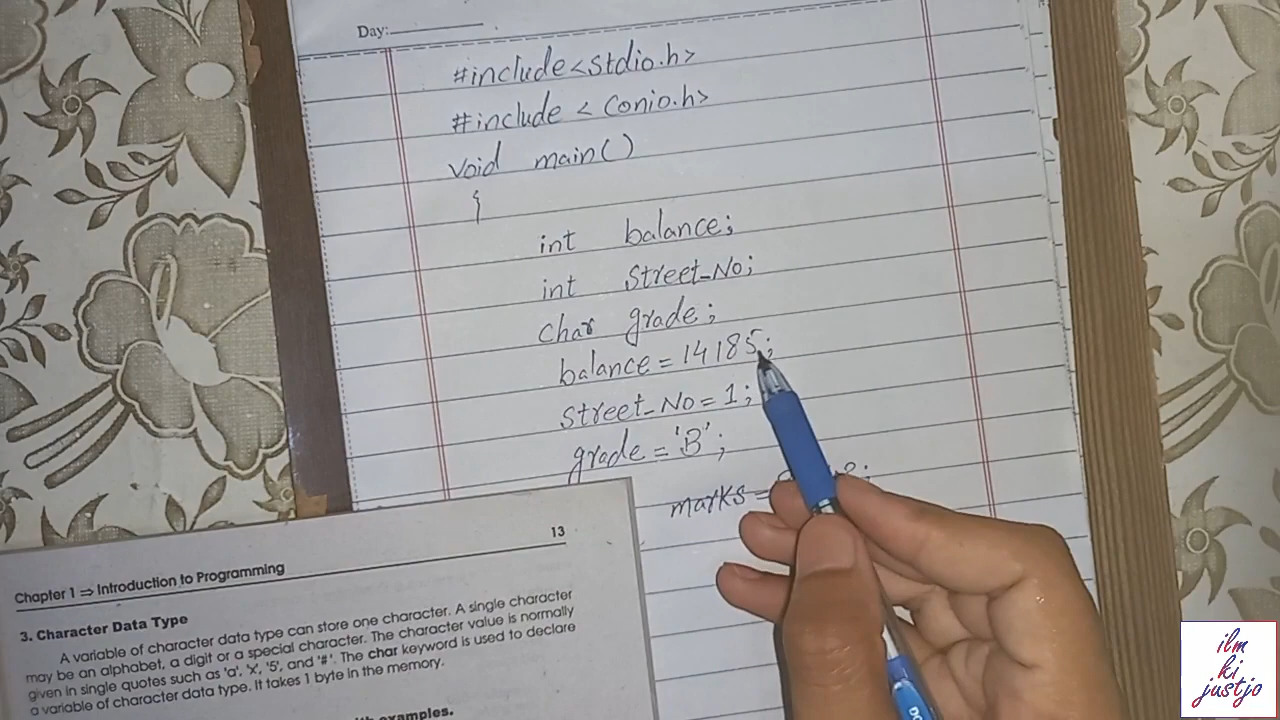 Day:
#include<stdio.h>
#include <conio.h>
void main()
{
int balance;
int Street_No;
char grade;
balance=14185;
Street_No=1;
grade='B';
marks=
13
Chapter 1 ⇒ Introduction to Programming
3. Character Data Type
A variable of character data type can store one character. A single character
may be an alphabet, a digit or a special character. The character value is normally
given in single quotes such as 'a', 'x', '5', and '#'. The char keyword is used to declare
a variable of character data type. It takes 1 byte in the memory.
with examples.
ilm
ki
justjo